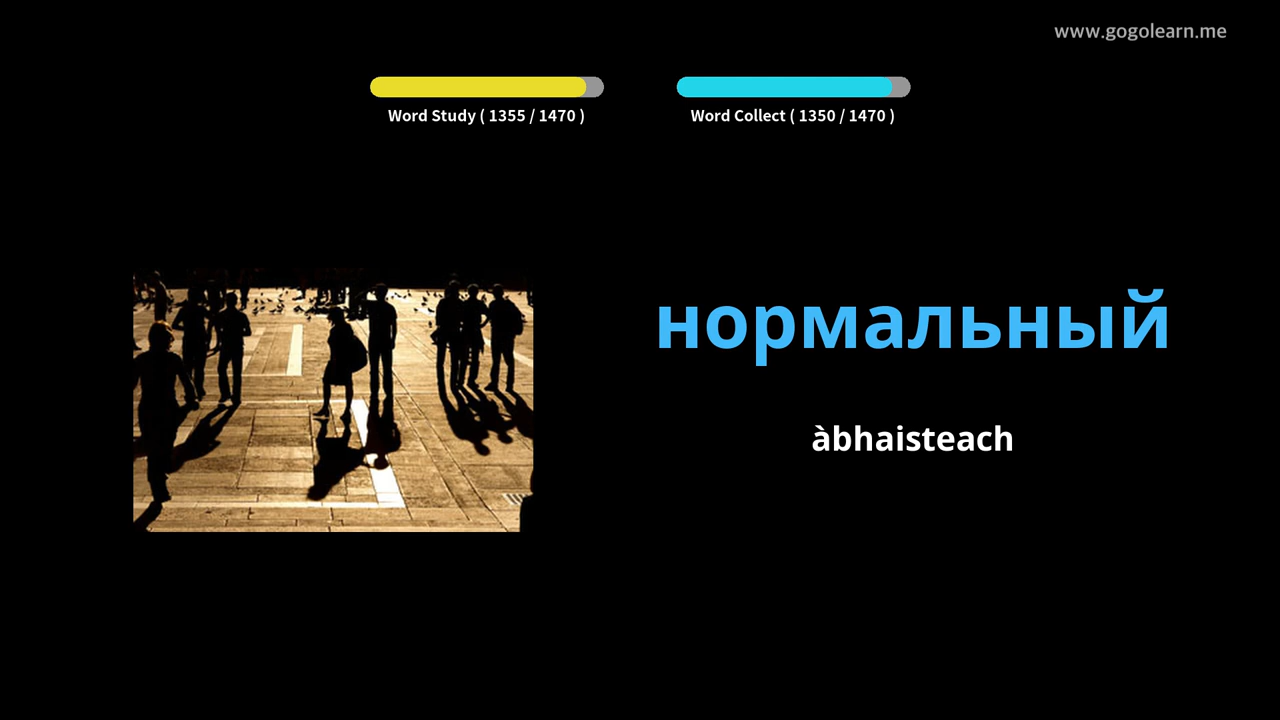 www.gogolearn.me
Word Study ( 1355 / 1470 )
Word Collect ( 1350 / 1470 )
нормальный
àbhaisteach